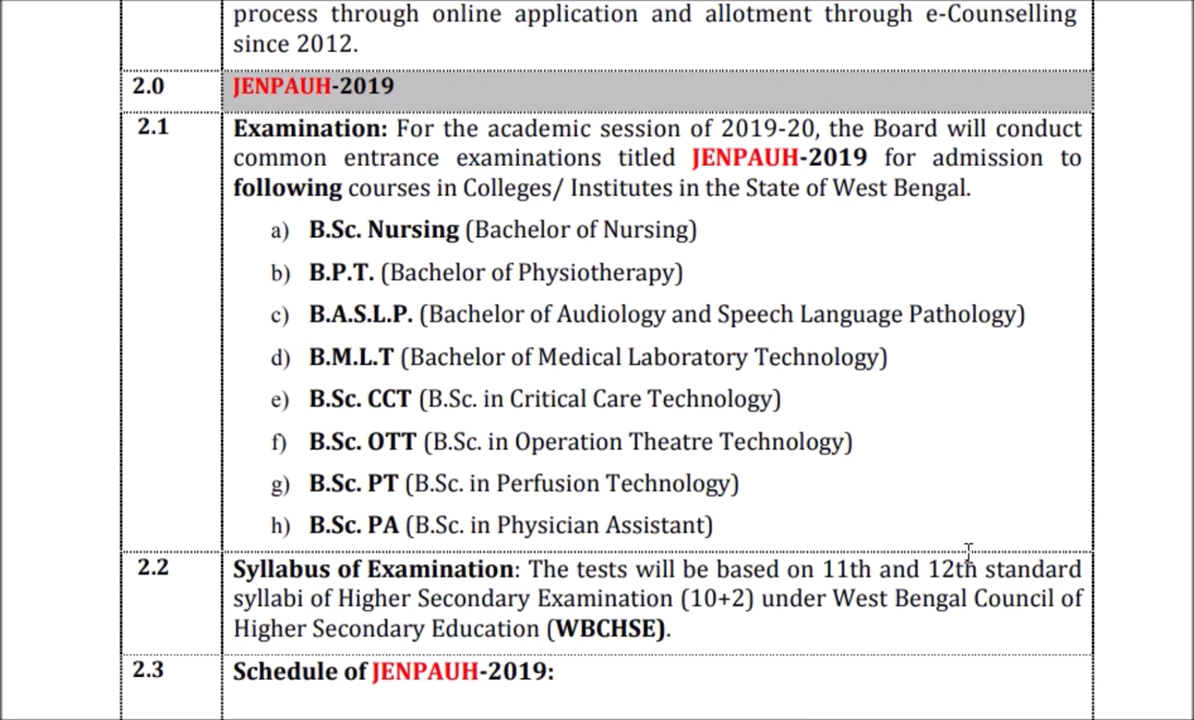 process through online application and allotment through e-Counselling
since 2012.
2.0 JENPAUH-2019
2.1 Examination: For the academic session of 2019-20, the Board will conduct
common entrance examinations titled JENPAUH-2019 for admission to
following courses in Colleges/ Institutes in the State of West Bengal.
a) B.Sc. Nursing (Bachelor of Nursing)
b) B.P.T. (Bachelor of Physiotherapy)
c) B.A.S.L.P. (Bachelor of Audiology and Speech Language Pathology)
d) B.M.L.T (Bachelor of Medical Laboratory Technology)
e) B.Sc. CCT (B.Sc. in Critical Care Technology)
f) B.Sc. OTT (B.Sc. in Operation Theatre Technology)
g) B.Sc. PT (B.Sc. in Perfusion Technology)
h) B.Sc. PA (B.Sc. in Physician Assistant)
2.2 Syllabus of Examination: The tests will be based on 11th and 12th standard
syllabi of Higher Secondary Examination (10+2) under West Bengal Council of
Higher Secondary Education (WBCHSE).
2.3 Schedule of JENPAUH-2019: